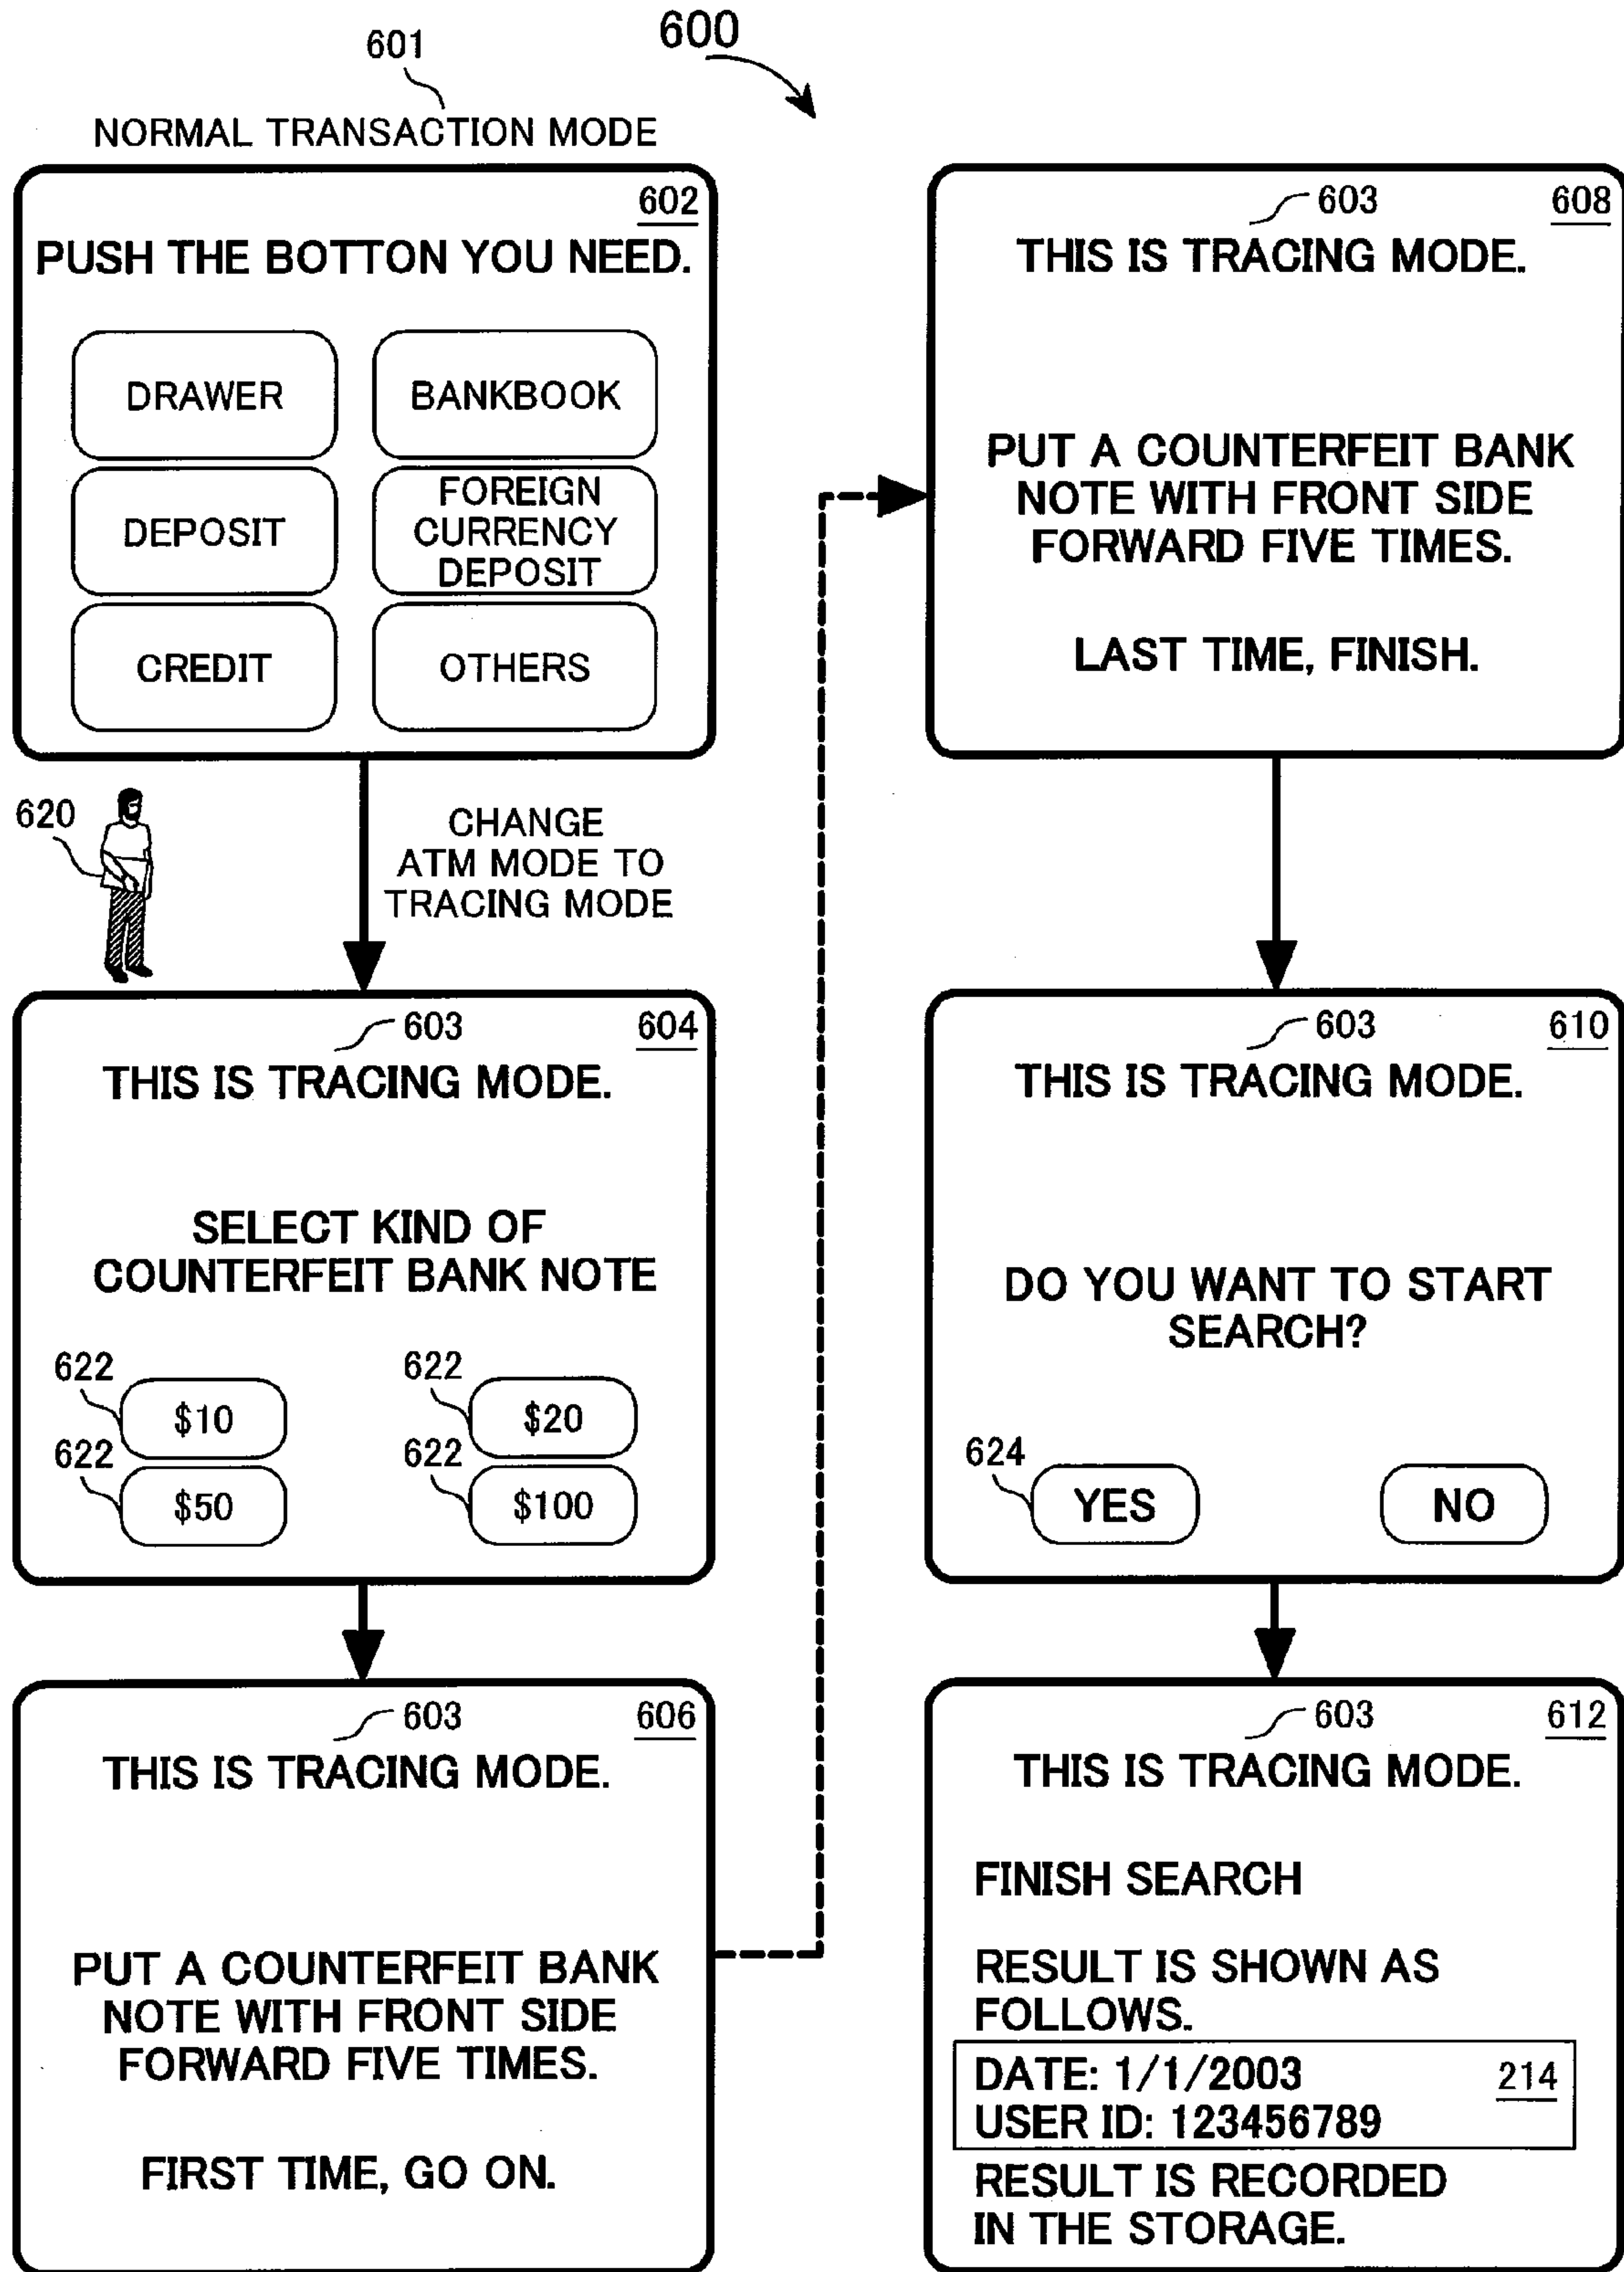 600
601
NORMAL TRANSACTION MODE
602
PUSH THE BOTTON YOU NEED.
DRAWER
BANKBOOK
DEPOSIT
FOREIGN
CURRENCY
DEPOSIT
CREDIT
OTHERS
620
CHANGE
ATM MODE TO
TRACING MODE
603
604
THIS IS TRACING MODE.
SELECT KIND OF
COUNTERFEIT BANK NOTE
622
$10
622
$20
622
$50
622
$100
603
606
THIS IS TRACING MODE.
PUT A COUNTERFEIT BANK
NOTE WITH FRONT SIDE
FORWARD FIVE TIMES.
FIRST TIME, GO ON.
603
608
THIS IS TRACING MODE.
PUT A COUNTERFEIT BANK
NOTE WITH FRONT SIDE
FORWARD FIVE TIMES.
LAST TIME, FINISH.
603
610
THIS IS TRACING MODE.
DO YOU WANT TO START
SEARCH?
624
YES
NO
603
612
THIS IS TRACING MODE.
FINISH SEARCH
RESULT IS SHOWN AS
FOLLOWS.
DATE: 1/1/2003
214
USER ID: 123456789
RESULT IS RECORDED
IN THE STORAGE.